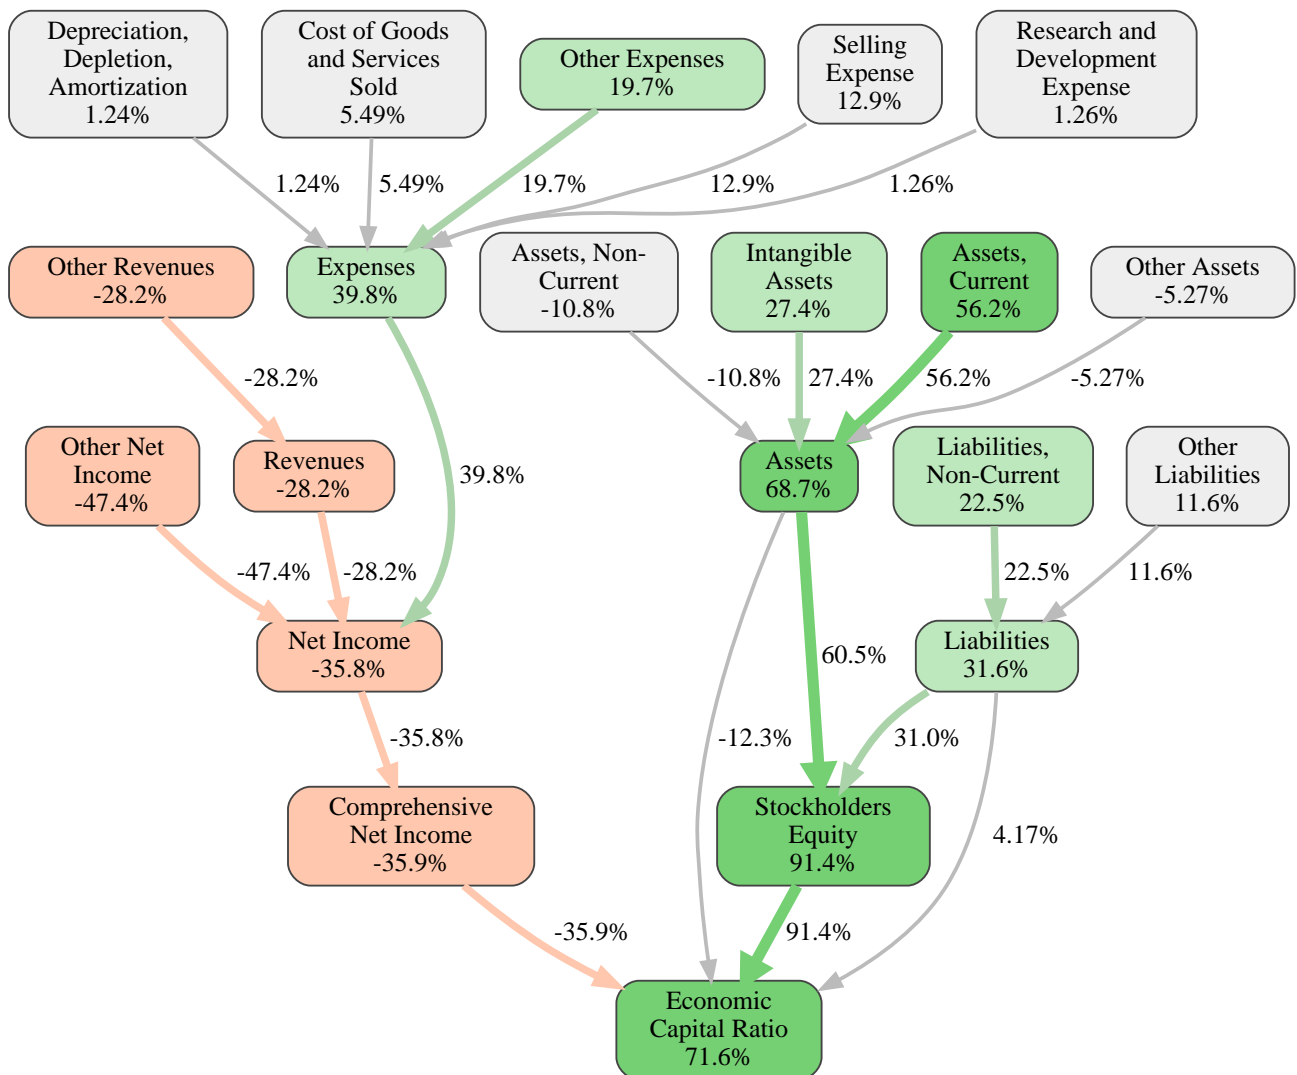 Depreciation,
Depletion,
Amortization
1.24%
Cost of Goods
and Services
Sold
5.49%
Other Expenses
19.7%
Selling
Expense
12.9%
Research and
Development
Expense
1.26%
1.24%
5.49%
19.7%
12.9%
1.26%
Other Revenues
-28.2%
Expenses
39.8%
Assets, Non-
Current
-10.8%
Intangible
Assets
27.4%
Assets,
Current
56.2%
Other Assets
-5.27%
-28.2%
-10.8%
27.4%
56.2%
-5.27%
Other Net
Income
-47.4%
Revenues
-28.2%
39.8%
Assets
68.7%
Liabilities,
Non-Current
22.5%
Other
Liabilities
11.6%
-47.4%
-28.2%
22.5%
11.6%
Net Income
-35.8%
60.5%
Liabilities
31.6%
-35.8%
-12.3%
31.0%
Comprehensive
Net Income
-35.9%
Stockholders
Equity
91.4%
4.17%
-35.9%
91.4%
Economic
Capital Ratio
71.6%